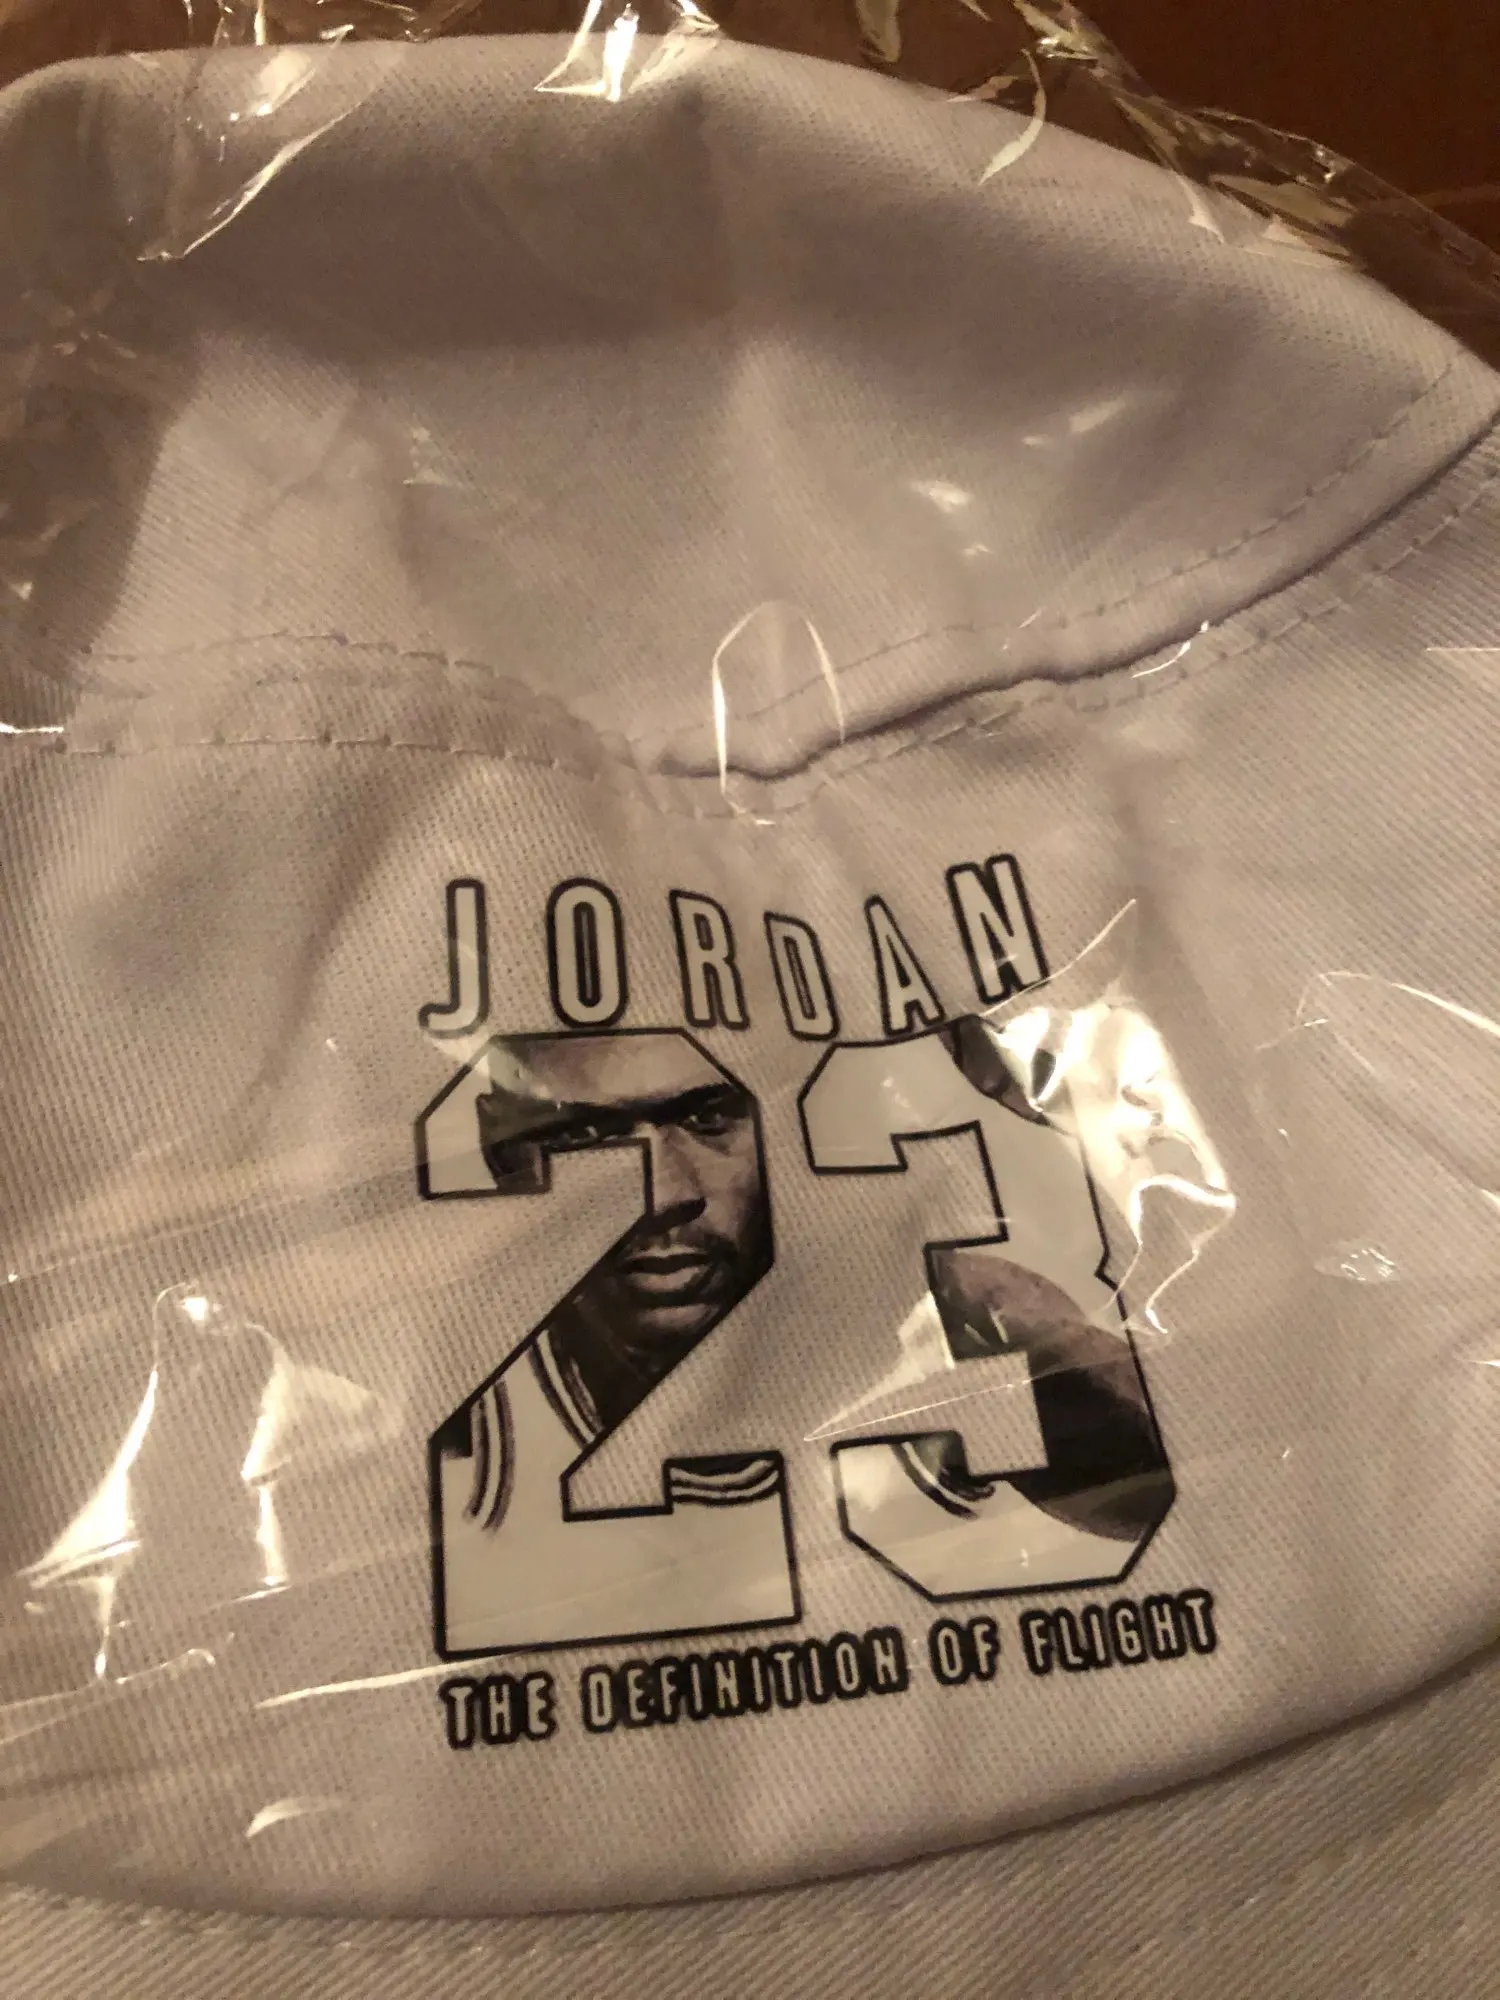 JORDAN
23
THE DEFINITION OF FLIGHT